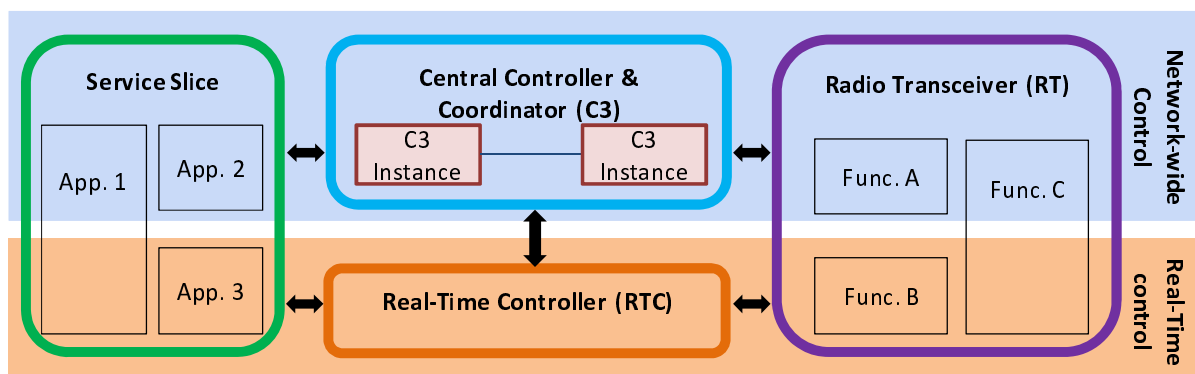 Service Slice
App. 1
App. 2
App. 3
Central Controller &
Coordinator (C3)
C3
Instance
C3
Instance
Real-Time Controller (RTC)
Radio Transceiver (RT)
Func. A
Func. B
Func. C
Network-wide
Control
Real-Time
control